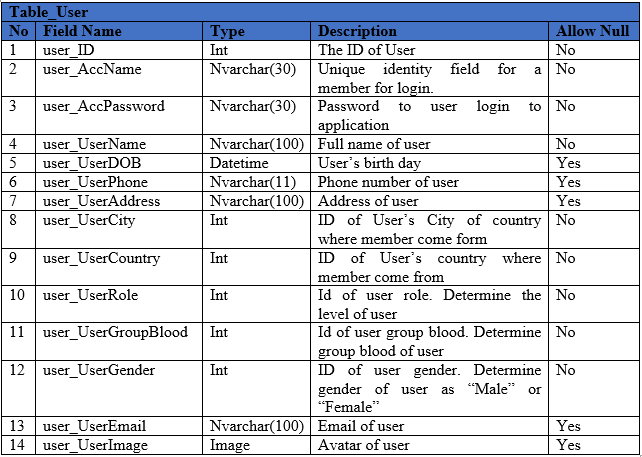 Table_User
No Field Name Type Description Allow Null
1 user_ID Int The ID of User No
2 user_AccName Nvarchar(30) Unique identity field for a No
member for login.
3 user_AccPassword Nvarchar(30) Password to user login to No
application
4 user_UserName Nvarchar(100) Full name of user No
5 user_UserDOB Datetime User's birth day Yes
6 user_UserPhone Nvarchar(11) Phone number of user Yes
7 user_UserAddress Nvarchar(100) Address of user Yes
8 user_UserCity Int ID of User's City of country No
where member come form
9 user_UserCountry Int ID of User's country where No
member come from
10 user_UserRole Int Id of user role. Determine the No
level of user
11 user_UserGroupBlood Int Id of user group blood. Determine No
group blood of user
12 user_UserGender Int ID of user gender. Determine No
gender of user as “Male” or
“Female”
13 user_UserEmail Nvarchar(100) Email of user Yes
14 user_UserImage Image Avatar of user Yes